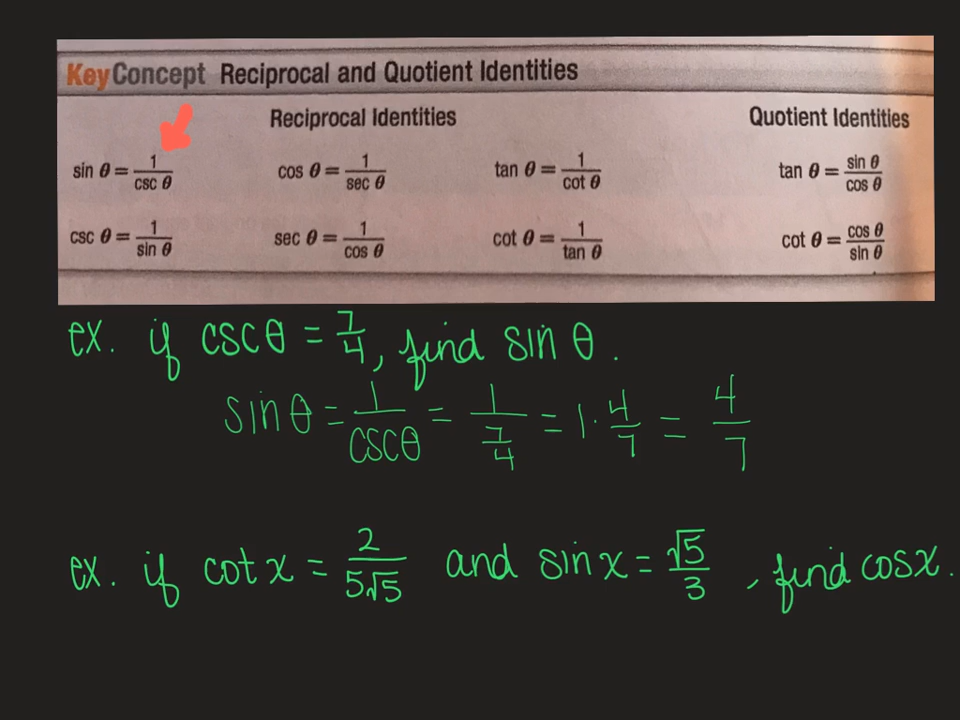 KeyConcept Reciprocal and Quotient Identities
Reciprocal Identities Quotient Identities
sin θ = 1/csc θ cos θ = 1/sec θ tan θ = 1/cot θ tan θ = sin θ/cos θ
csc θ = 1/sin θ sec θ = 1/cos θ cot θ = 1/tan θ cot θ = cos θ/sin θ
ex. if cscθ = 7/4, find sin θ.
sin θ = 1/cscθ = 1/(7/4) = 1 · 4/7 = 4/7
ex. if cot x = 2/(5√5) and sin x = √5/3, find cosx.